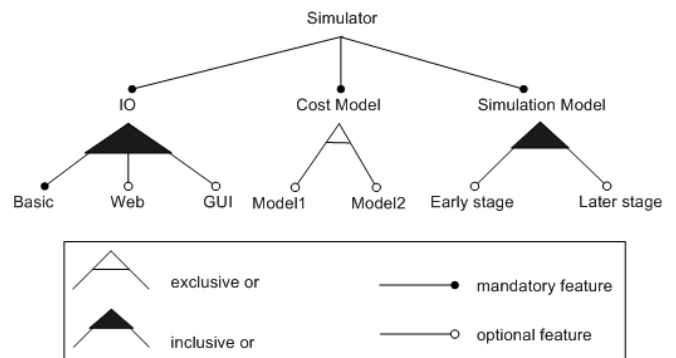 Simulator
IO Cost Model Simulation Model
Basic Web GUI Model1 Model2 Early stage Later stage
exclusive or mandatory feature
inclusive or optional feature